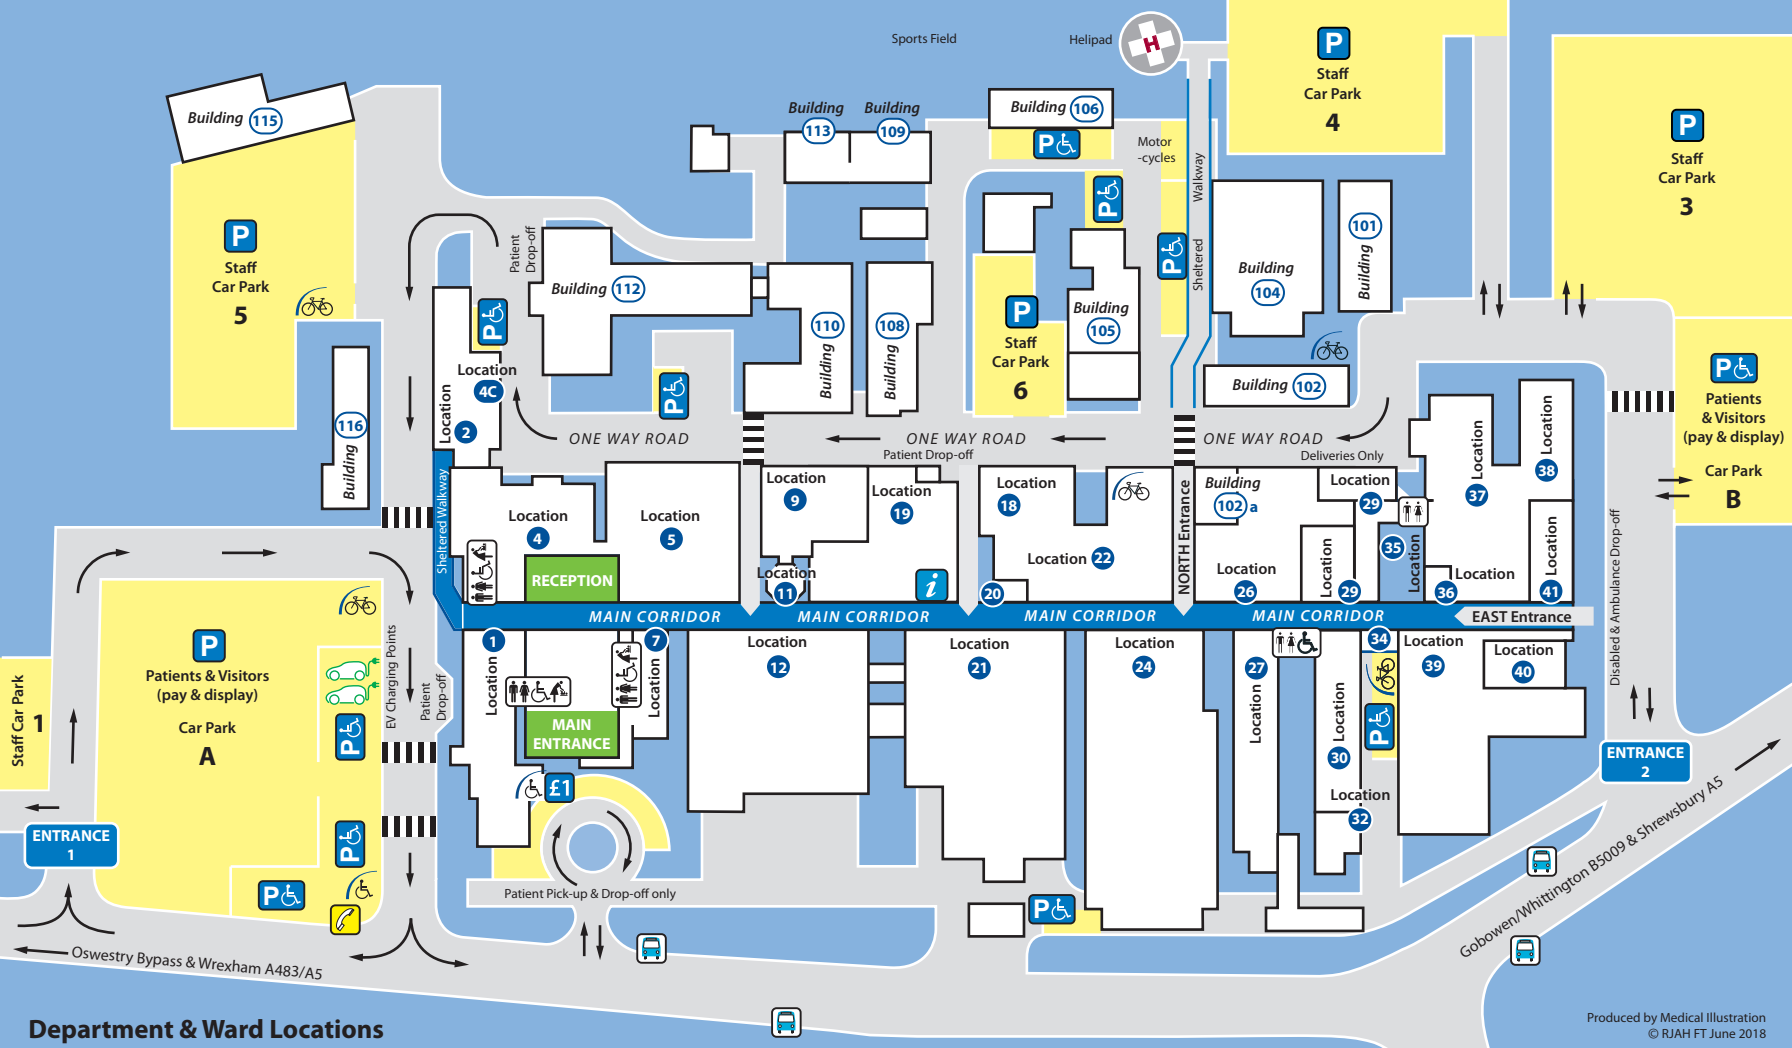 Sports Field
Helipad
H
P
Staff
Car Park
4
P
Staff
Car Park
3
Building 115
Building
113
Building
109
Building 106
P
Motor
-cycles
Sheltered Walkway
P
P
P
Staff
Car Park
5
Patient
Drop-off
Building 112
Building 110
Building 108
P
Staff
Car Park
6
Building
105
Building
104
Building 101
Building 102
P
Patients
& Visitors
(pay & display)
Car Park
B
P
Location
4C
Location 2
P
Building 116
ONE WAY ROAD
ONE WAY ROAD
Patient Drop-off
ONE WAY ROAD
Deliveries Only
Sheltered Walkway
Location
4
Location
5
RECEPTION
Location
9
Location
19
Location
11
i
Location
18
Location 22
20
NORTH Entrance
Building
102 a
Location
26
Location
29
Location 29
Location 35
Location 37
Location 38
Location
36
Location 41
MAIN CORRIDOR
MAIN CORRIDOR
MAIN CORRIDOR
MAIN CORRIDOR
EAST Entrance
Disabled & Ambulance Drop-off
P
Patients & Visitors
(pay & display)
Car Park
A
EV Charging Points
Patient
Drop-off
Staff Car Park 1
P
P
P
Location 1
Location 7
MAIN
ENTRANCE
£1
Location
12
Location
21
Location
24
Location 27
Location 30
Location
32
34
P
Location
39
Location
40
ENTRANCE
1
ENTRANCE
2
Patient Pick-up & Drop-off only
P
Oswestry Bypass & Wrexham A483/A5
Gobowen/Whittington B5009 & Shrewsbury A5
Department & Ward Locations
Produced by Medical Illustration
© RJAH FT June 2018